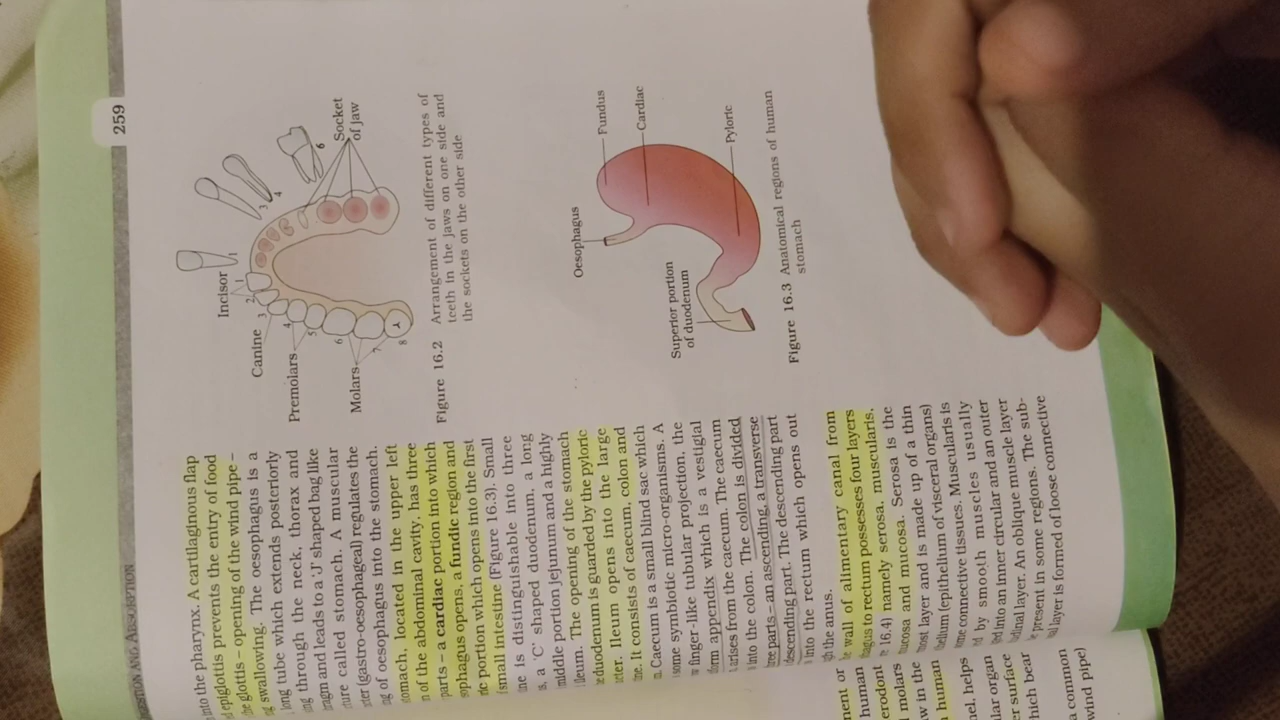 259
DIGESTION AND ABSORPTION
into the pharynx. A cartilaginous flap
epiglottis prevents the entry of food
glottis – opening of the wind pipe –
swallowing. The oesophagus is a
long tube which extends posteriorly
through the neck, thorax and
and leads to a 'J' shaped bag like
called stomach. A muscular
(gastro-oesophageal) regulates the
of oesophagus into the stomach.
located in the upper left
of the abdominal cavity, has three
parts – a cardiac portion into which
opens, a fundic region and
portion which opens into the first
small intestine (Figure 16.3). Small
is distinguishable into three
a 'C' shaped duodenum, a long
middle portion jejunum and a highly
ileum. The opening of the stomach
duodenum is guarded by the pyloric
Ileum opens into the large
It consists of caecum, colon and
Caecum is a small blind sac which
some symbiotic micro-organisms. A
finger-like tubular projection, the
appendix which is a vestigial
arises from the caecum. The caecum
into the colon. The colon is divided
parts – an ascending, a transverse
descending part. The descending part
into the rectum which opens out
the anus.
wall of alimentary canal from
to rectum possesses four layers
16.4) namely serosa, muscularis,
and mucosa. Serosa is the
layer and is made up of a thin
(epithelium of visceral organs)
connective tissues. Muscularis is
by smooth muscles usually
into an inner circular and an outer
layer. An oblique muscle layer
present in some regions. The sub-
layer is formed of loose connective
Incisor
Canine
Premolars
Molars
Socket
of jaw
1
2
3
4
5
6
7
8
1
3
4
6
Figure 16.2 Arrangement of different types of
teeth in the jaws on one side and
the sockets on the other side
Oesophagus
Fundus
Cardiac
Pyloric
Superior portion
of duodenum
Figure 16.3 Anatomical regions of human
stomach
human
molars
in the
human
helps
organ
surface
which bear
a common
wind pipe)